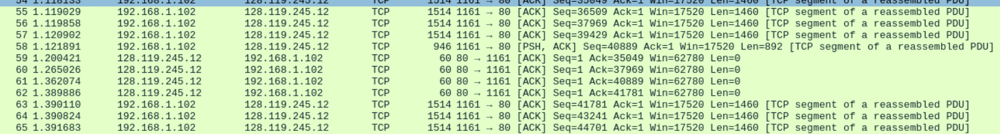 54 1.118133 192.168.1.102 128.119.245.12 TCP 1514 1161 → 80 [ACK] Seq=35049 Ack=1 Win=17520 Len=1460 [TCP segment of a reassembled PDU]
55 1.119029 192.168.1.102 128.119.245.12 TCP 1514 1161 → 80 [ACK] Seq=36509 Ack=1 Win=17520 Len=1460 [TCP segment of a reassembled PDU]
56 1.119858 192.168.1.102 128.119.245.12 TCP 1514 1161 → 80 [ACK] Seq=37969 Ack=1 Win=17520 Len=1460 [TCP segment of a reassembled PDU]
57 1.120902 192.168.1.102 128.119.245.12 TCP 1514 1161 → 80 [ACK] Seq=39429 Ack=1 Win=17520 Len=1460 [TCP segment of a reassembled PDU]
58 1.121891 192.168.1.102 128.119.245.12 TCP 946 1161 → 80 [PSH, ACK] Seq=40889 Ack=1 Win=17520 Len=892 [TCP segment of a reassembled PDU]
59 1.200421 128.119.245.12 192.168.1.102 TCP 60 80 → 1161 [ACK] Seq=1 Ack=35049 Win=62780 Len=0
60 1.265026 128.119.245.12 192.168.1.102 TCP 60 80 → 1161 [ACK] Seq=1 Ack=37969 Win=62780 Len=0
61 1.362074 128.119.245.12 192.168.1.102 TCP 60 80 → 1161 [ACK] Seq=1 Ack=40889 Win=62780 Len=0
62 1.389886 128.119.245.12 192.168.1.102 TCP 60 80 → 1161 [ACK] Seq=1 Ack=41781 Win=62780 Len=0
63 1.390110 192.168.1.102 128.119.245.12 TCP 1514 1161 → 80 [ACK] Seq=41781 Ack=1 Win=17520 Len=1460 [TCP segment of a reassembled PDU]
64 1.390824 192.168.1.102 128.119.245.12 TCP 1514 1161 → 80 [ACK] Seq=43241 Ack=1 Win=17520 Len=1460 [TCP segment of a reassembled PDU]
65 1.391683 192.168.1.102 128.119.245.12 TCP 1514 1161 → 80 [ACK] Seq=44701 Ack=1 Win=17520 Len=1460 [TCP segment of a reassembled PDU]